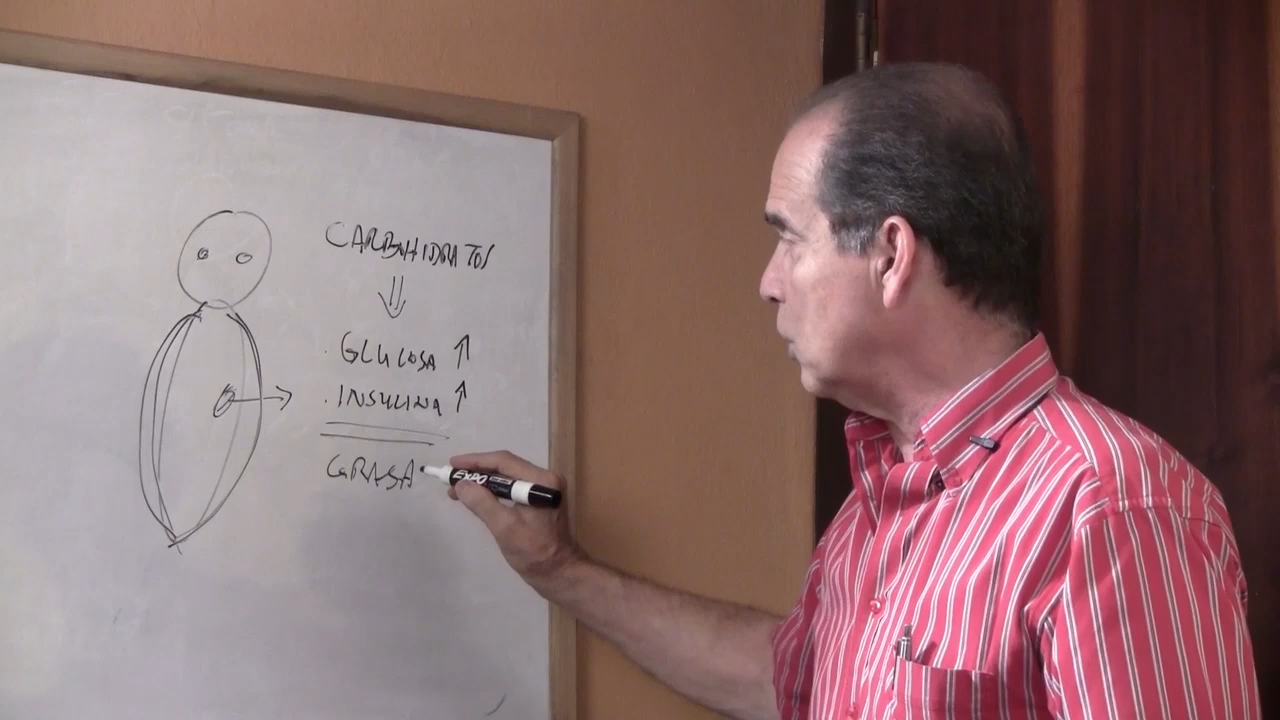 CARBOHIDRATOS
GLUCOSA ↑
INSULINA ↑
GRASA
EXPO